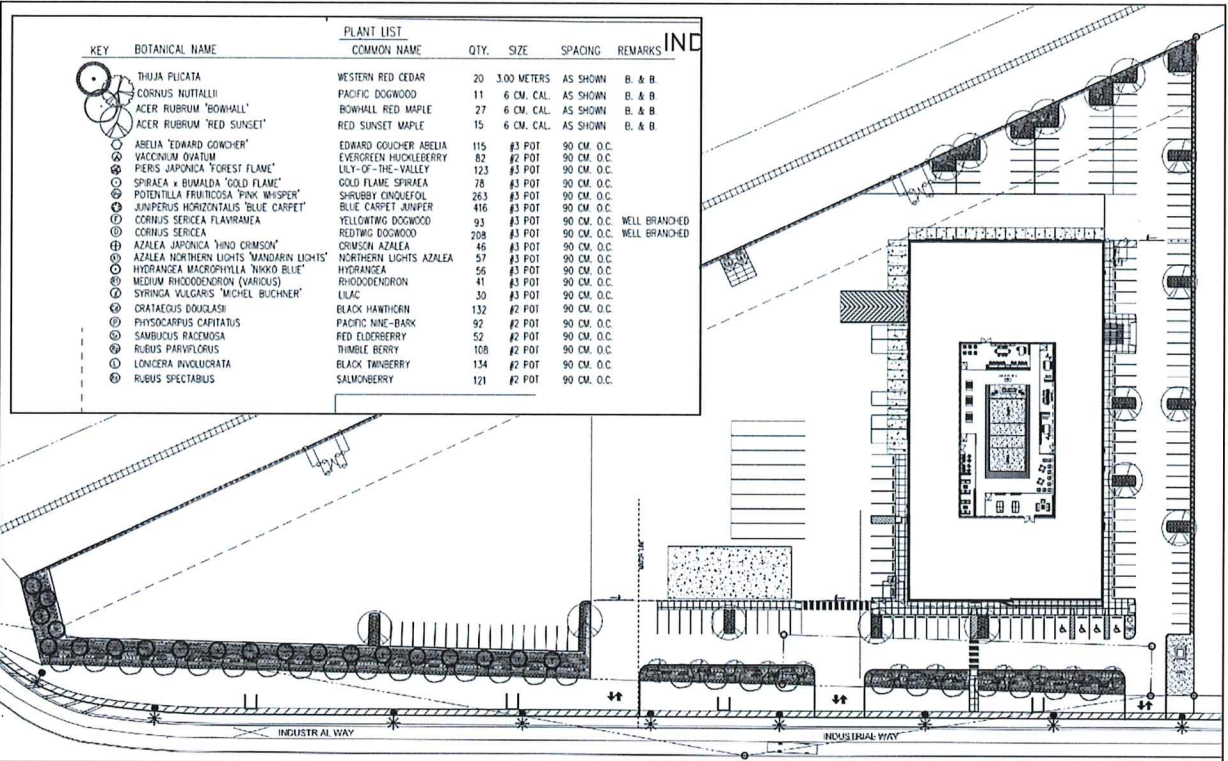 PLANT LIST
KEY BOTANICAL NAME COMMON NAME QTY. SIZE SPACING REMARKS IND
THUJA PLICATA WESTERN RED CEDAR 20 3.00 METERS AS SHOWN B. & B.
CORNUS NUTTALLII PACIFIC DOGWOOD 11 6 CM. CAL. AS SHOWN B. & B.
ACER RUBRUM 'BOWHALL' BOWHALL RED MAPLE 27 6 CM. CAL. AS SHOWN B. & B.
ACER RUBRUM 'RED SUNSET' RED SUNSET MAPLE 15 6 CM. CAL. AS SHOWN B. & B.
ABELIA 'EDWARD GOWCHER' EDWARD GOUCHER ABELIA 115 #3 POT 90 CM. O.C.
VACCINIUM OVATUM EVERGREEN HUCKLEBERRY 82 #2 POT 90 CM. O.C.
PIERIS JAPONICA 'FOREST FLAME' LILY-OF-THE-VALLEY 123 #3 POT 90 CM. O.C.
SPIRAEA x BUMALDA 'GOLD FLAME' GOLD FLAME SPIRAEA 78 #3 POT 90 CM. O.C.
POTENTILLA FRUITICOSA 'PINK WHISPER' SHRUBBY CINQUEFOL 263 #3 POT 90 CM. O.C.
JUNIPERUS HORIZONTALIS 'BLUE CARPET' BLUE CARPET JUNIPER 416 #3 POT 90 CM. O.C.
CORNUS SERICEA FLAVIRAMEA YELLOWTWIG DOGWOOD 93 #3 POT 90 CM. O.C. WELL BRANCHED
CORNUS SERICEA REDTWIG DOGWOOD 208 #3 POT 90 CM. O.C. WELL BRANCHED
AZALEA JAPONICA 'HINO CRIMSON' CRIMSON AZALEA 46 #3 POT 90 CM. O.C.
AZALEA NORTHERN LIGHTS 'MANDARIN LIGHTS' NORTHERN LIGHTS AZALEA 57 #3 POT 90 CM. O.C.
HYDRANGEA MACROPHYLLA 'NIKKO BLUE' HYDRANGEA 56 #3 POT 90 CM. O.C.
MEDIUM RHODODENDRON (VARIOUS) RHODODENDRON 41 #3 POT 90 CM. O.C.
SYRINGA VULGARIS 'MICHEL BUCHNER' LILAC 30 #3 POT 90 CM. O.C.
CRATAEGUS DOUGLASII BLACK HAWTHORN 132 #2 POT 90 CM. O.C.
PHYSOCARPUS CAPITATUS PACIFIC NINE-BARK 92 #2 POT 90 CM. O.C.
SAMBUCUS RACEMOSA RED ELDERBERRY 52 #2 POT 90 CM. O.C.
RUBUS PARVIFLORUS THIMBLE BERRY 108 #2 POT 90 CM. O.C.
LONICERA INVOLUCRATA BLACK TWINBERRY 134 #2 POT 90 CM. O.C.
RUBUS SPECTABILIS SALMONBERRY 121 #2 POT 90 CM. O.C.
INDUSTRIAL WAY
INDUSTRIAL WAY